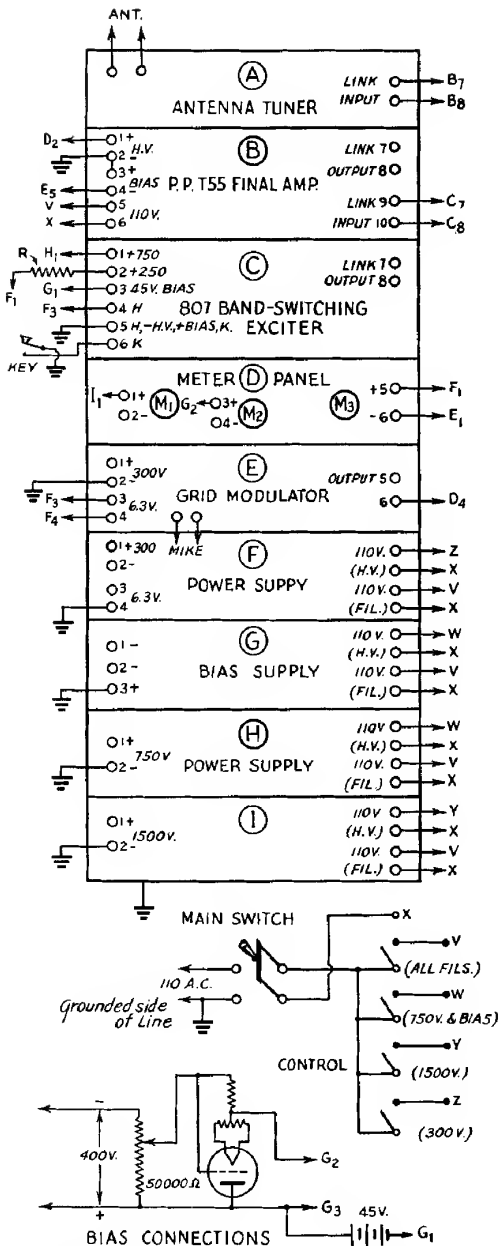 ANT.
A
ANTENNA TUNER
LINK
INPUT
B7
B8
D2
1+
2-
H.V.
3+
4-
BIAS
E5
V
5
X
6
110V.
B
P.P. T55 FINAL AMP.
LINK 7
OUTPUT 8
LINK 9
INPUT 10
C7
C8
R
H1
1+750
2+250
F1
G1
3 45V. BIAS
F3
4 H
5 H,-H.V.,+BIAS, K.
6 K
KEY
C
807 BAND-SWITCHING
EXCITER
LINK 7
OUTPUT 8
METER D PANEL
I1
1+
2-
M1
G2
3+
4-
M2
M3
+5
-6
F1
E1
1+
2-
300V
F3
3
F4
4
6.3V.
E
GRID MODULATOR
OUTPUT 5
6
D4
MIKE
1+300
2-
3
4
6.3V.
F
POWER SUPPY
110V.
(H.V.)
110V.
(FIL.)
Z
X
V
X
1-
2-
3+
G
BIAS SUPPLY
110V.
(H.V.)
110V.
(FIL.)
W
X
V
X
1+
2-
750V
H
POWER SUPPLY
110V
(H.V.)
110V.
(FIL.)
W
X
V
X
1+
2-
1500V.
I
110V
(H.V.)
110V.
(FIL.)
Y
X
V
X
MAIN SWITCH
110 A.C.
Grounded side
of Line
X
V
(ALL FILS.)
W
(750V. & BIAS)
CONTROL
Y
(1500V.)
Z
(300V.)
-
400V.
+
50000Ω
G2
G3
45V.
G1
BIAS CONNECTIONS